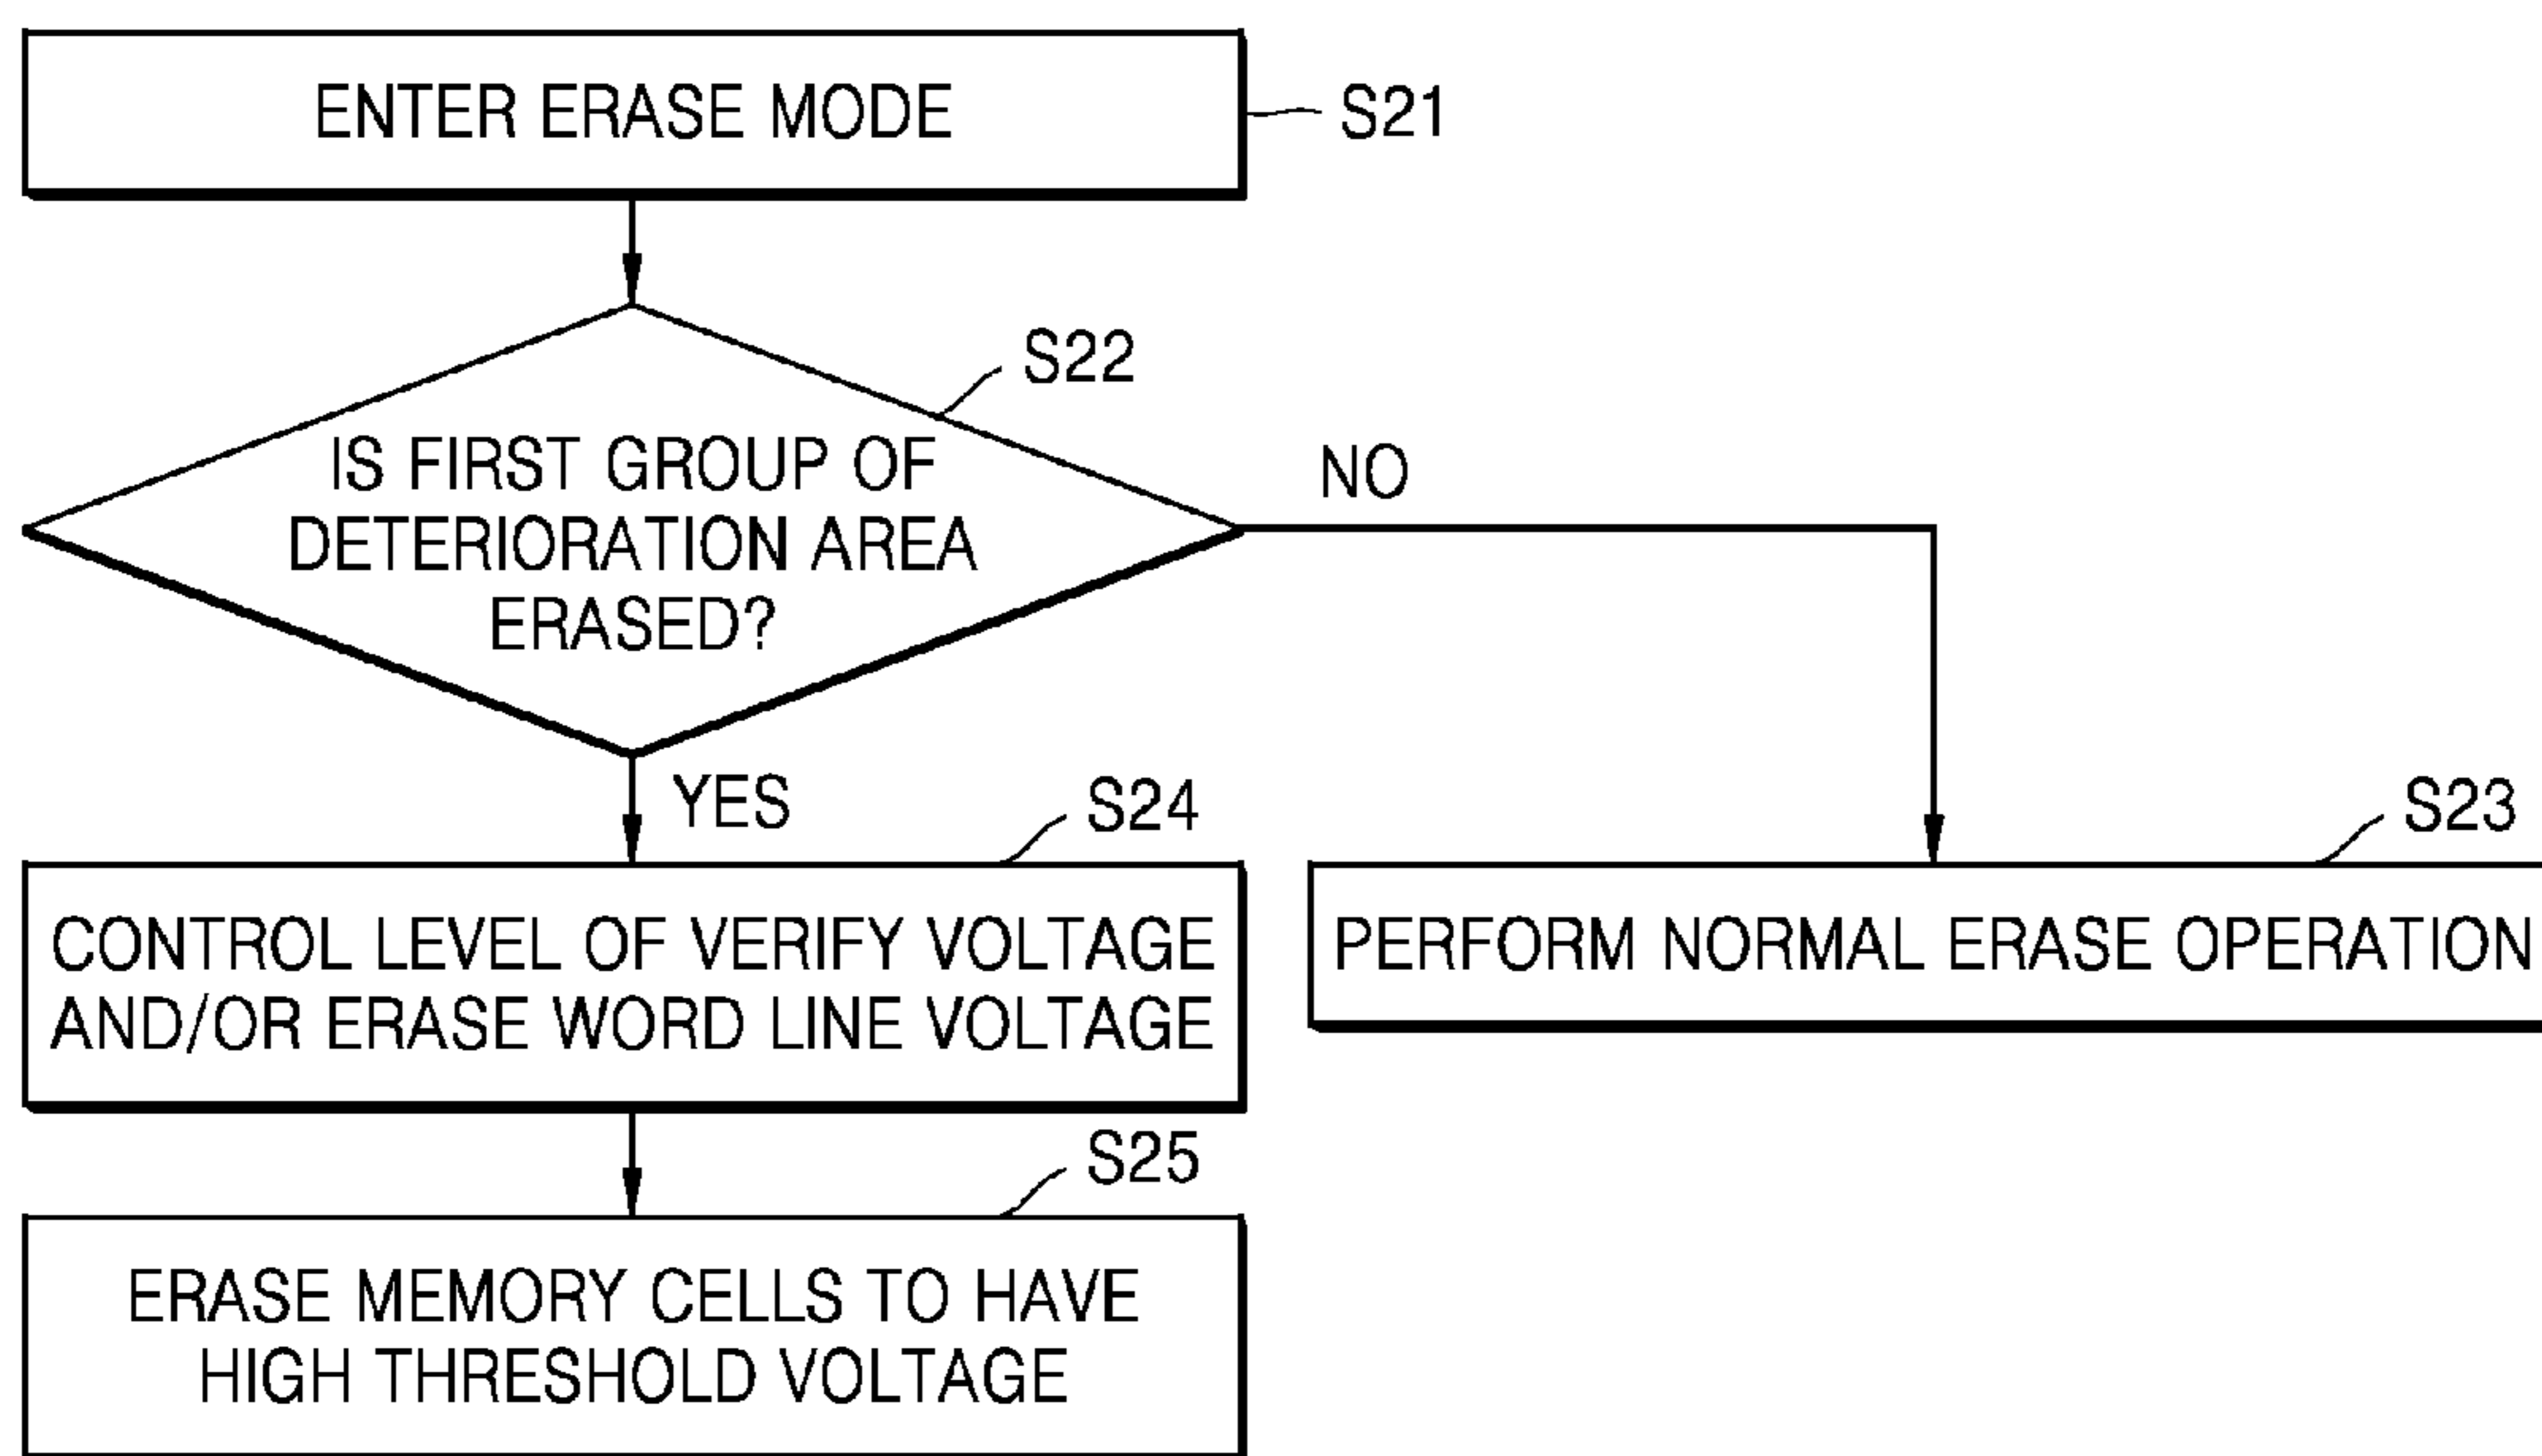 ENTER ERASE MODE
S21
S22
IS FIRST GROUP OF
DETERIORATION AREA
ERASED?
NO
YES
S24
CONTROL LEVEL OF VERIFY VOLTAGE
AND/OR ERASE WORD LINE VOLTAGE
S23
PERFORM NORMAL ERASE OPERATION
S25
ERASE MEMORY CELLS TO HAVE
HIGH THRESHOLD VOLTAGE